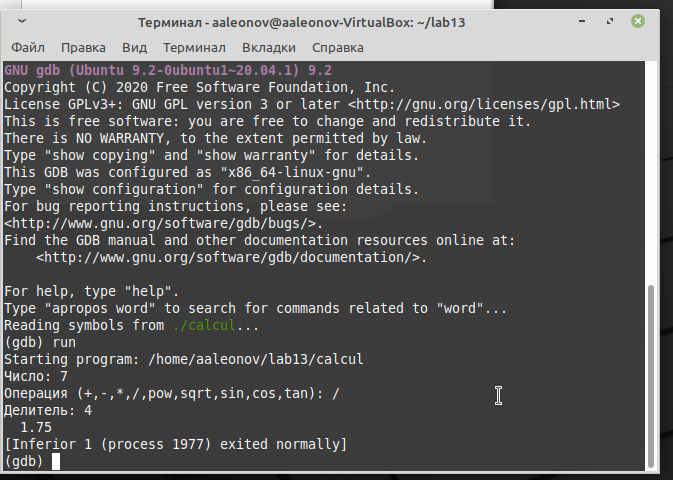 Терминал - aaleonov@aaleonov-VirtualBox: ~/lab13
Файл Правка Вид Терминал Вкладки Справка
GNU gdb (Ubuntu 9.2-0ubuntu1~20.04.1) 9.2
Copyright (C) 2020 Free Software Foundation, Inc.
License GPLv3+: GNU GPL version 3 or later <http://gnu.org/licenses/gpl.html>
This is free software: you are free to change and redistribute it.
There is NO WARRANTY, to the extent permitted by law.
Type "show copying" and "show warranty" for details.
This GDB was configured as "x86_64-linux-gnu".
Type "show configuration" for configuration details.
For bug reporting instructions, please see:
<http://www.gnu.org/software/gdb/bugs/>.
Find the GDB manual and other documentation resources online at:
    <http://www.gnu.org/software/gdb/documentation/>.
For help, type "help".
Type "apropos word" to search for commands related to "word"...
Reading symbols from ./calcul...
(gdb) run
Starting program: /home/aaleonov/lab13/calcul
Число: 7
Операция (+,-,*,/,pow,sqrt,sin,cos,tan): /
Делитель: 4
  1.75
[Inferior 1 (process 1977) exited normally]
(gdb)